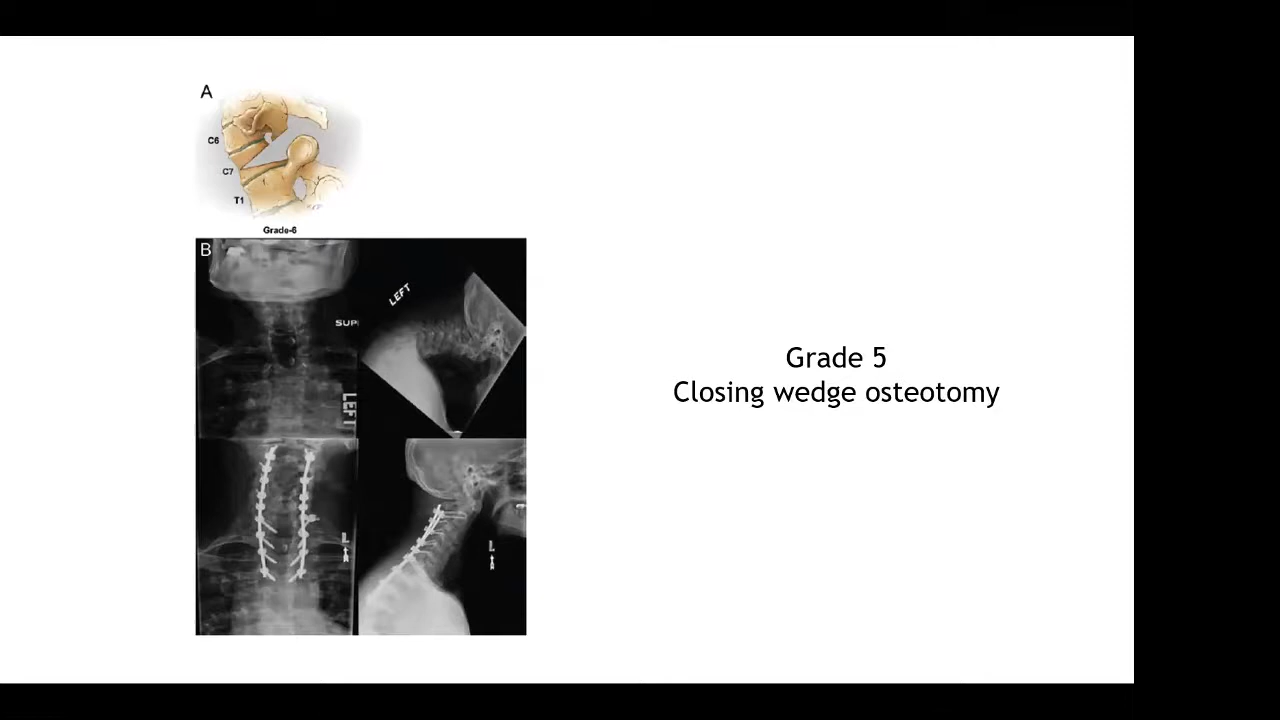 A
C6
C7
T1
Grade-6
B
LEFT
SUP
LEFT
L
L
Grade 5
Closing wedge osteotomy